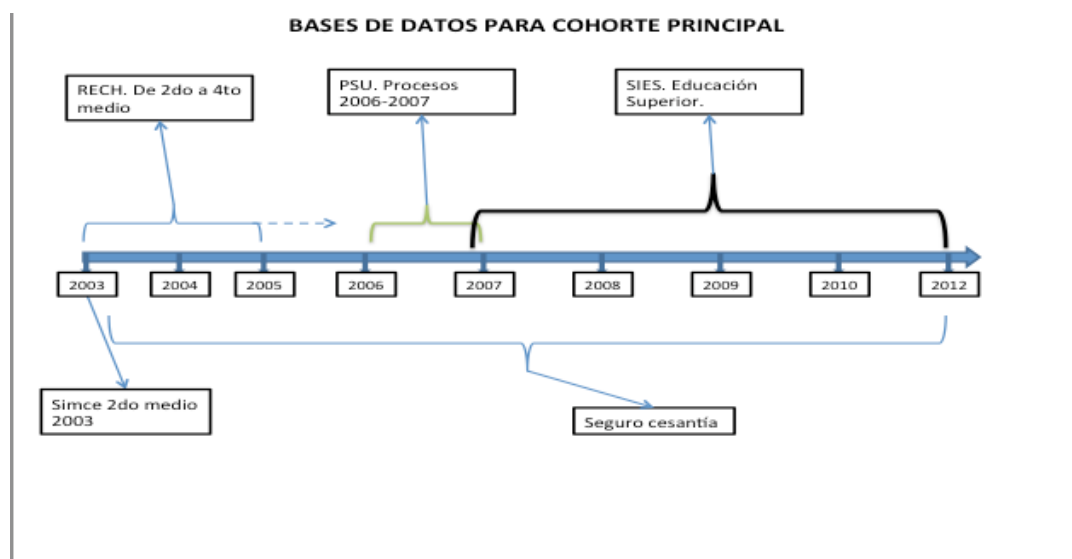 BASES DE DATOS PARA COHORTE PRINCIPAL
RECH. De 2do a 4to
medio
PSU. Procesos
2006-2007
SIES. Educación
Superior.
2003
2004
2005
2006
2007
2008
2009
2010
2012
Simce 2do medio
2003
Seguro cesantía